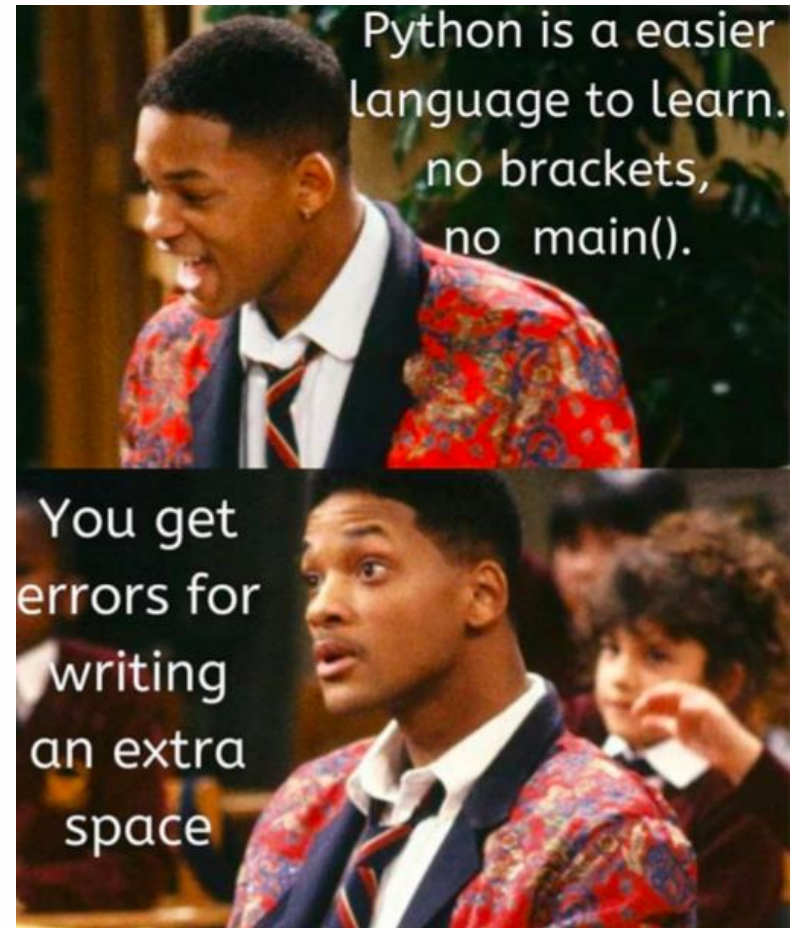 Python is a easier
language to learn.
no brackets,
no main().
You get
errors for
writing
an extra
space